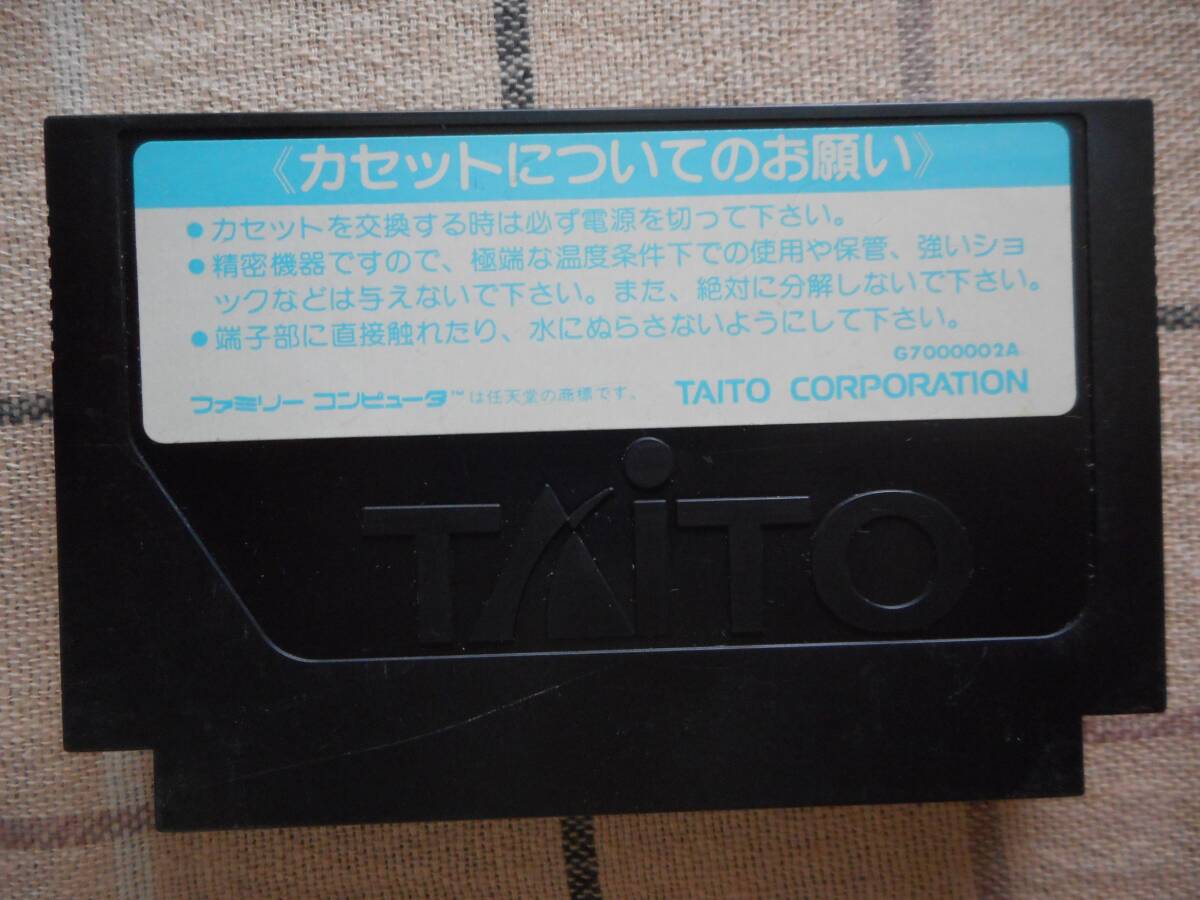 《カセットについてのお願い》
●カセットを交換する時は必ず電源を切って下さい。
●精密機器ですので、極端な温度条件下での使用や保管、強いショ
ックなどは与えないで下さい。また、絶対に分解しないで下さい。
●端子部に直接触れたり、水にぬらさないようにして下さい。
G7000002A
ファミリーコンピュータ™は任天堂の商標です。 TAITO CORPORATION
TAiTO